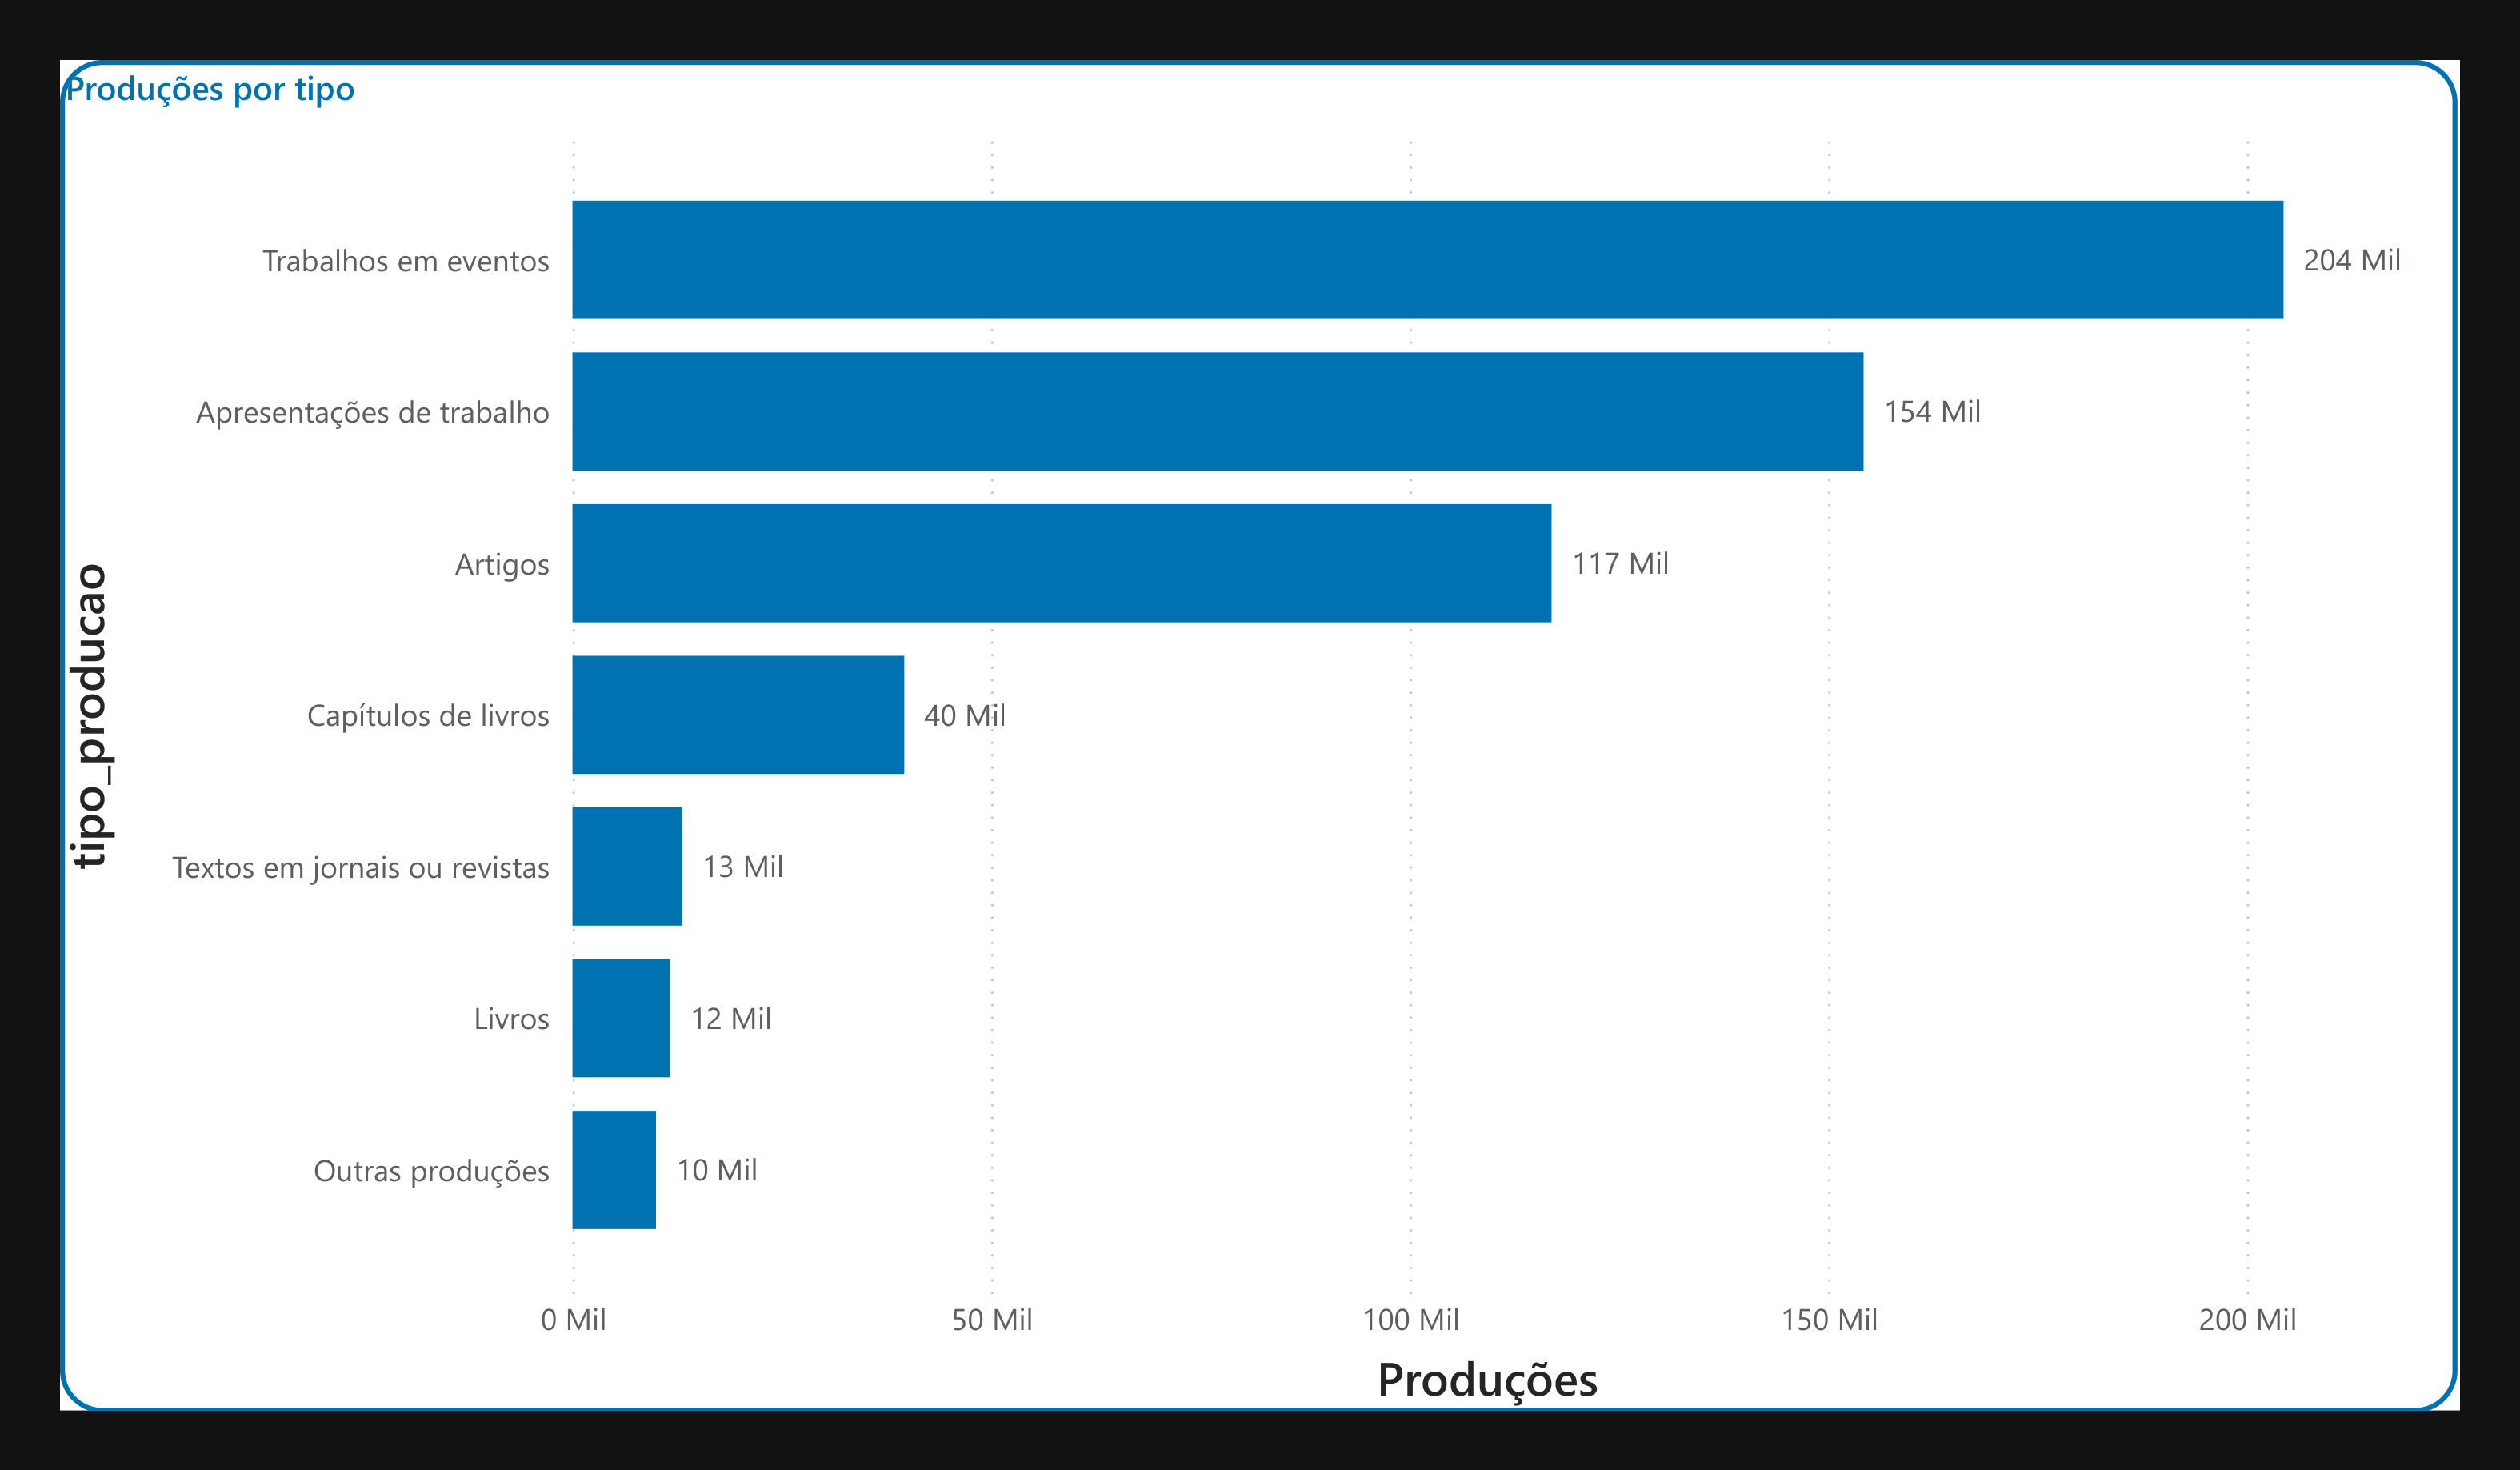 Produções por tipo
Trabalhos em eventos
204 Mil
Apresentações de trabalho
154 Mil
Artigos
117 Mil
Capítulos de livros
40 Mil
Textos em jornais ou revistas
13 Mil
Livros
12 Mil
Outras produções
10 Mil
tipo_producao
0 Mil
50 Mil
100 Mil
150 Mil
200 Mil
Produções